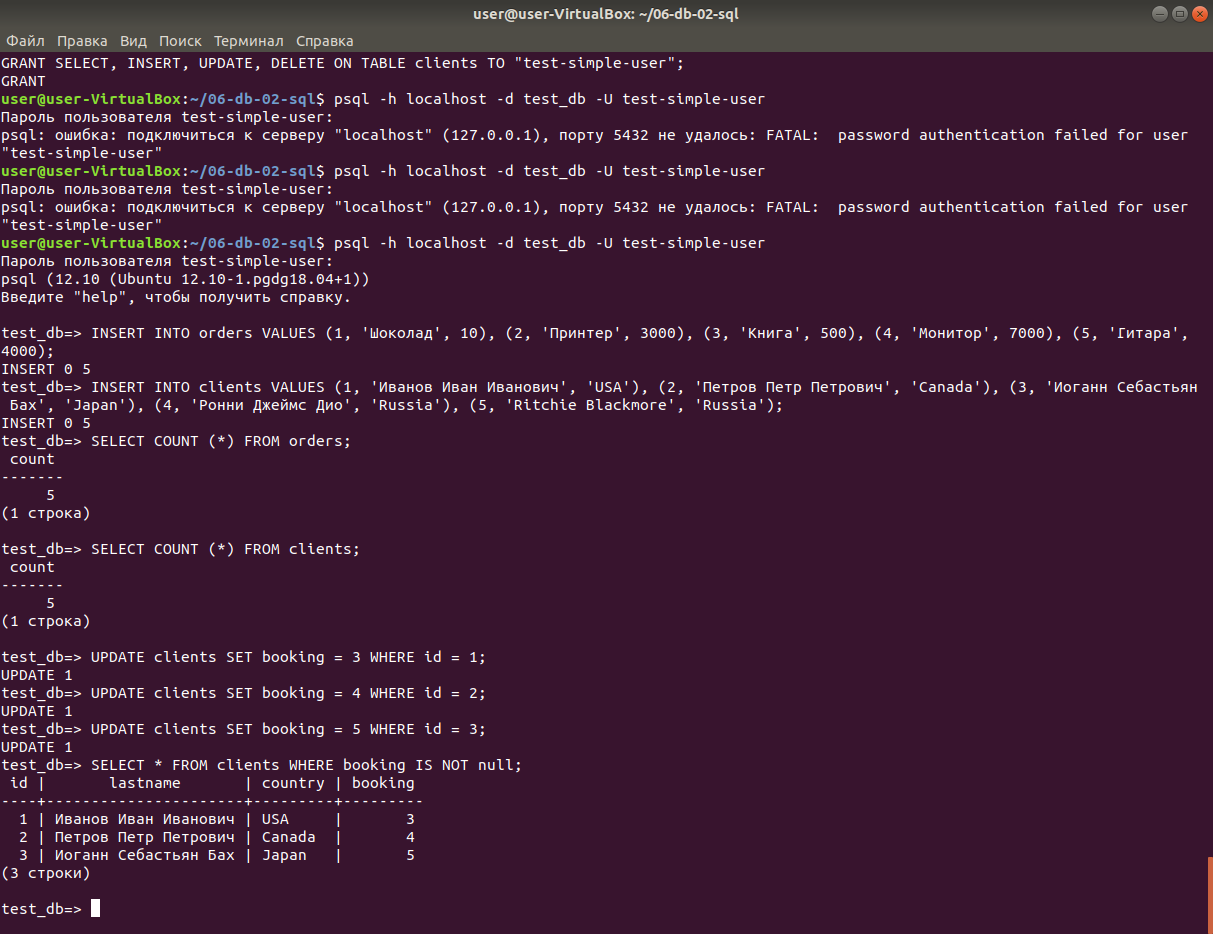 user@user-VirtualBox: ~/06-db-02-sql
Файл Правка Вид Поиск Терминал Справка
GRANT SELECT, INSERT, UPDATE, DELETE ON TABLE clients TO "test-simple-user";
GRANT
user@user-VirtualBox:~/06-db-02-sql$ psql -h localhost -d test_db -U test-simple-user
Пароль пользователя test-simple-user:
psql: ошибка: подключиться к серверу "localhost" (127.0.0.1), порту 5432 не удалось: FATAL:  password authentication failed for user
"test-simple-user"
user@user-VirtualBox:~/06-db-02-sql$ psql -h localhost -d test_db -U test-simple-user
Пароль пользователя test-simple-user:
psql: ошибка: подключиться к серверу "localhost" (127.0.0.1), порту 5432 не удалось: FATAL:  password authentication failed for user
"test-simple-user"
user@user-VirtualBox:~/06-db-02-sql$ psql -h localhost -d test_db -U test-simple-user
Пароль пользователя test-simple-user:
psql (12.10 (Ubuntu 12.10-1.pgdg18.04+1))
Введите "help", чтобы получить справку.
test_db=> INSERT INTO orders VALUES (1, 'Шоколад', 10), (2, 'Принтер', 3000), (3, 'Книга', 500), (4, 'Монитор', 7000), (5, 'Гитара',
4000);
INSERT 0 5
test_db=> INSERT INTO clients VALUES (1, 'Иванов Иван Иванович', 'USA'), (2, 'Петров Петр Петрович', 'Canada'), (3, 'Иоганн Себастьян
 Бах', 'Japan'), (4, 'Ронни Джеймс Дио', 'Russia'), (5, 'Ritchie Blackmore', 'Russia');
INSERT 0 5
test_db=> SELECT COUNT (*) FROM orders;
 count
-------
     5
(1 строка)
test_db=> SELECT COUNT (*) FROM clients;
 count
-------
     5
(1 строка)
test_db=> UPDATE clients SET booking = 3 WHERE id = 1;
UPDATE 1
test_db=> UPDATE clients SET booking = 4 WHERE id = 2;
UPDATE 1
test_db=> UPDATE clients SET booking = 5 WHERE id = 3;
UPDATE 1
test_db=> SELECT * FROM clients WHERE booking IS NOT null;
 id |       lastname       | country | booking
----+----------------------+---------+---------
  1 | Иванов Иван Иванович | USA     |       3
  2 | Петров Петр Петрович | Canada  |       4
  3 | Иоганн Себастьян Бах | Japan   |       5
(3 строки)
test_db=>